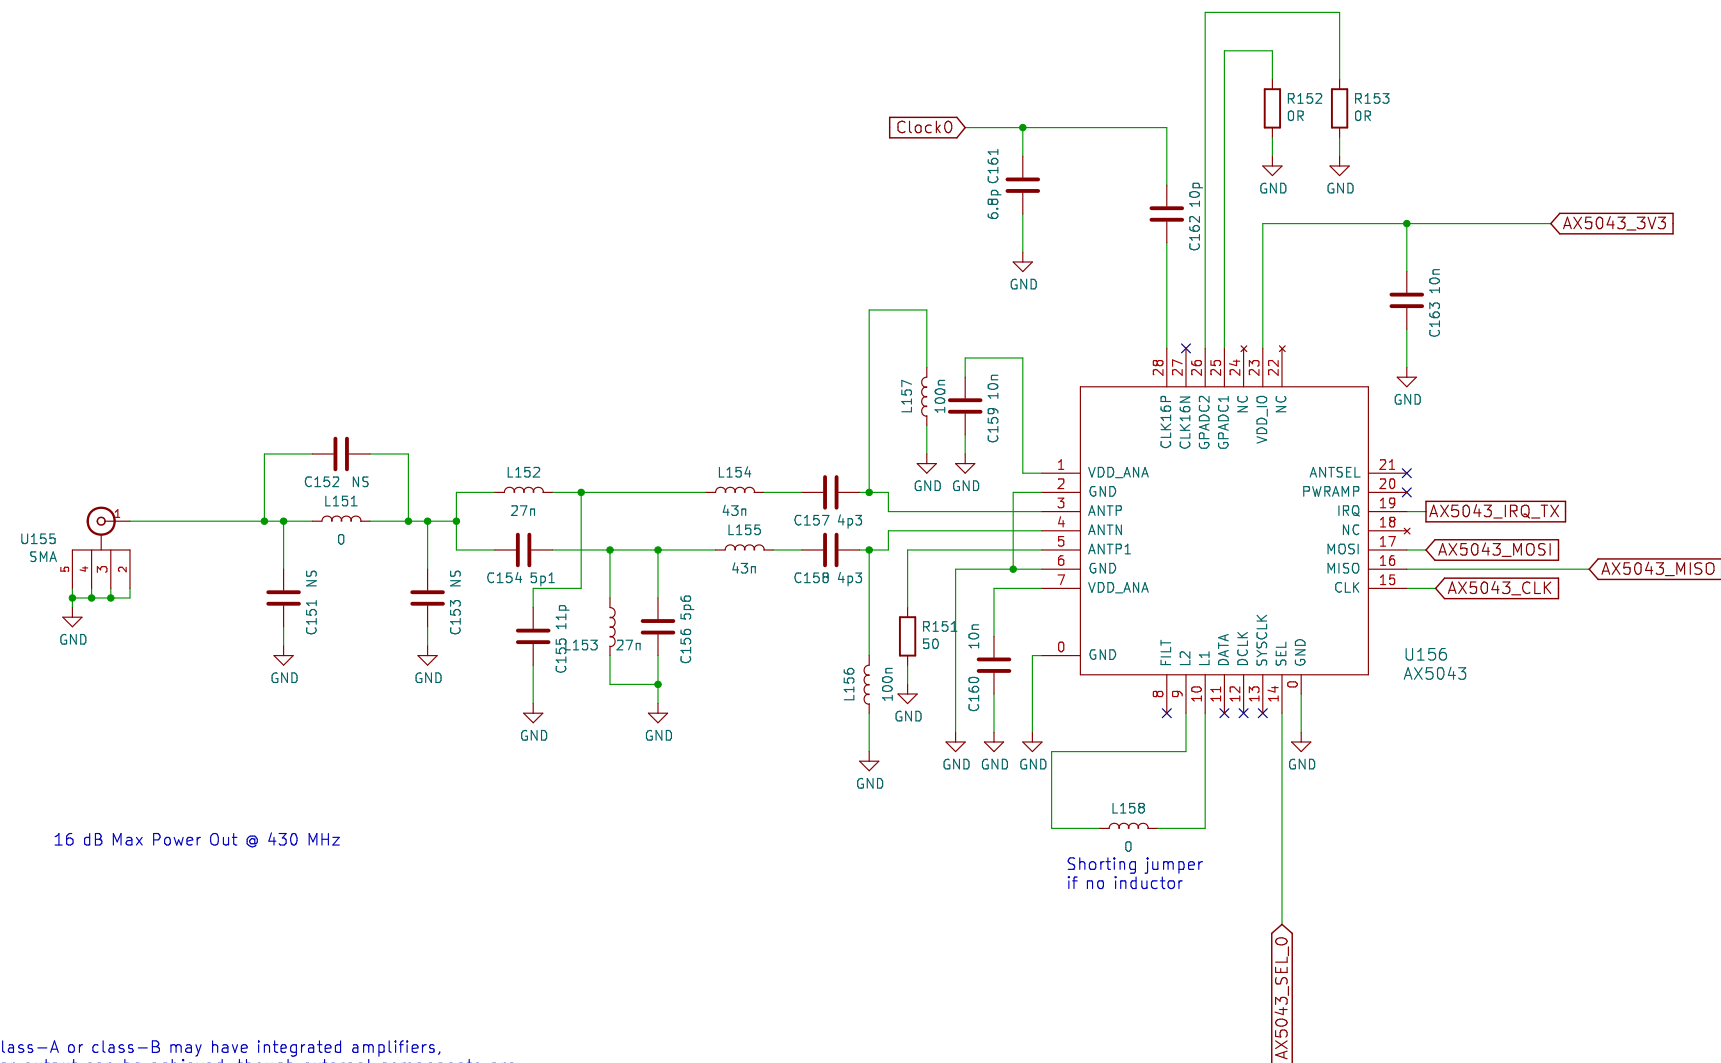 R152
0R
R153
0R
GND
GND
Clock0
C161
6.8p
GND
C162 10p
AX5043_3V3
C163 10n
GND
L157
100n
C159 10n
GND
GND
28
27
26
25
24
23
22
CLK16P
CLK16N
GPADC2
GPADC1
NC
VDD_IO
NC
1 VDD_ANA
2 GND
3 ANTP
4 ANTN
5 ANTP1
6 GND
7 VDD_ANA
0 GND
ANTSEL 21
PWRAMP 20
IRQ 19
NC 18
MOSI 17
MISO 16
CLK 15
AX5043_IRQ_TX
AX5043_MOSI
AX5043_MISO
AX5043_CLK
FILT
L2
L1
DATA
DCLK
SYSCLK
SEL
GND
8
9
10
11
12
13
14
0
U156
AX5043
GND
C152 NS
L151
0
U155
SMA
1
5
4
3
2
GND
C151 NS
GND
C153 NS
GND
L152
27n
C154 5p1
C155 11p
GND
L153 27n
C156 5p6
GND
L154
43n
L155
43n
C157 4p3
C158 4p3
L156
100n
GND
R151
50
GND
C160 10n
GND
GND
GND
L158
0
Shorting jumper
if no inductor
AX5043_SEL_0
16 dB Max Power Out @ 430 MHz
lass-A or class-B may have integrated amplifiers,